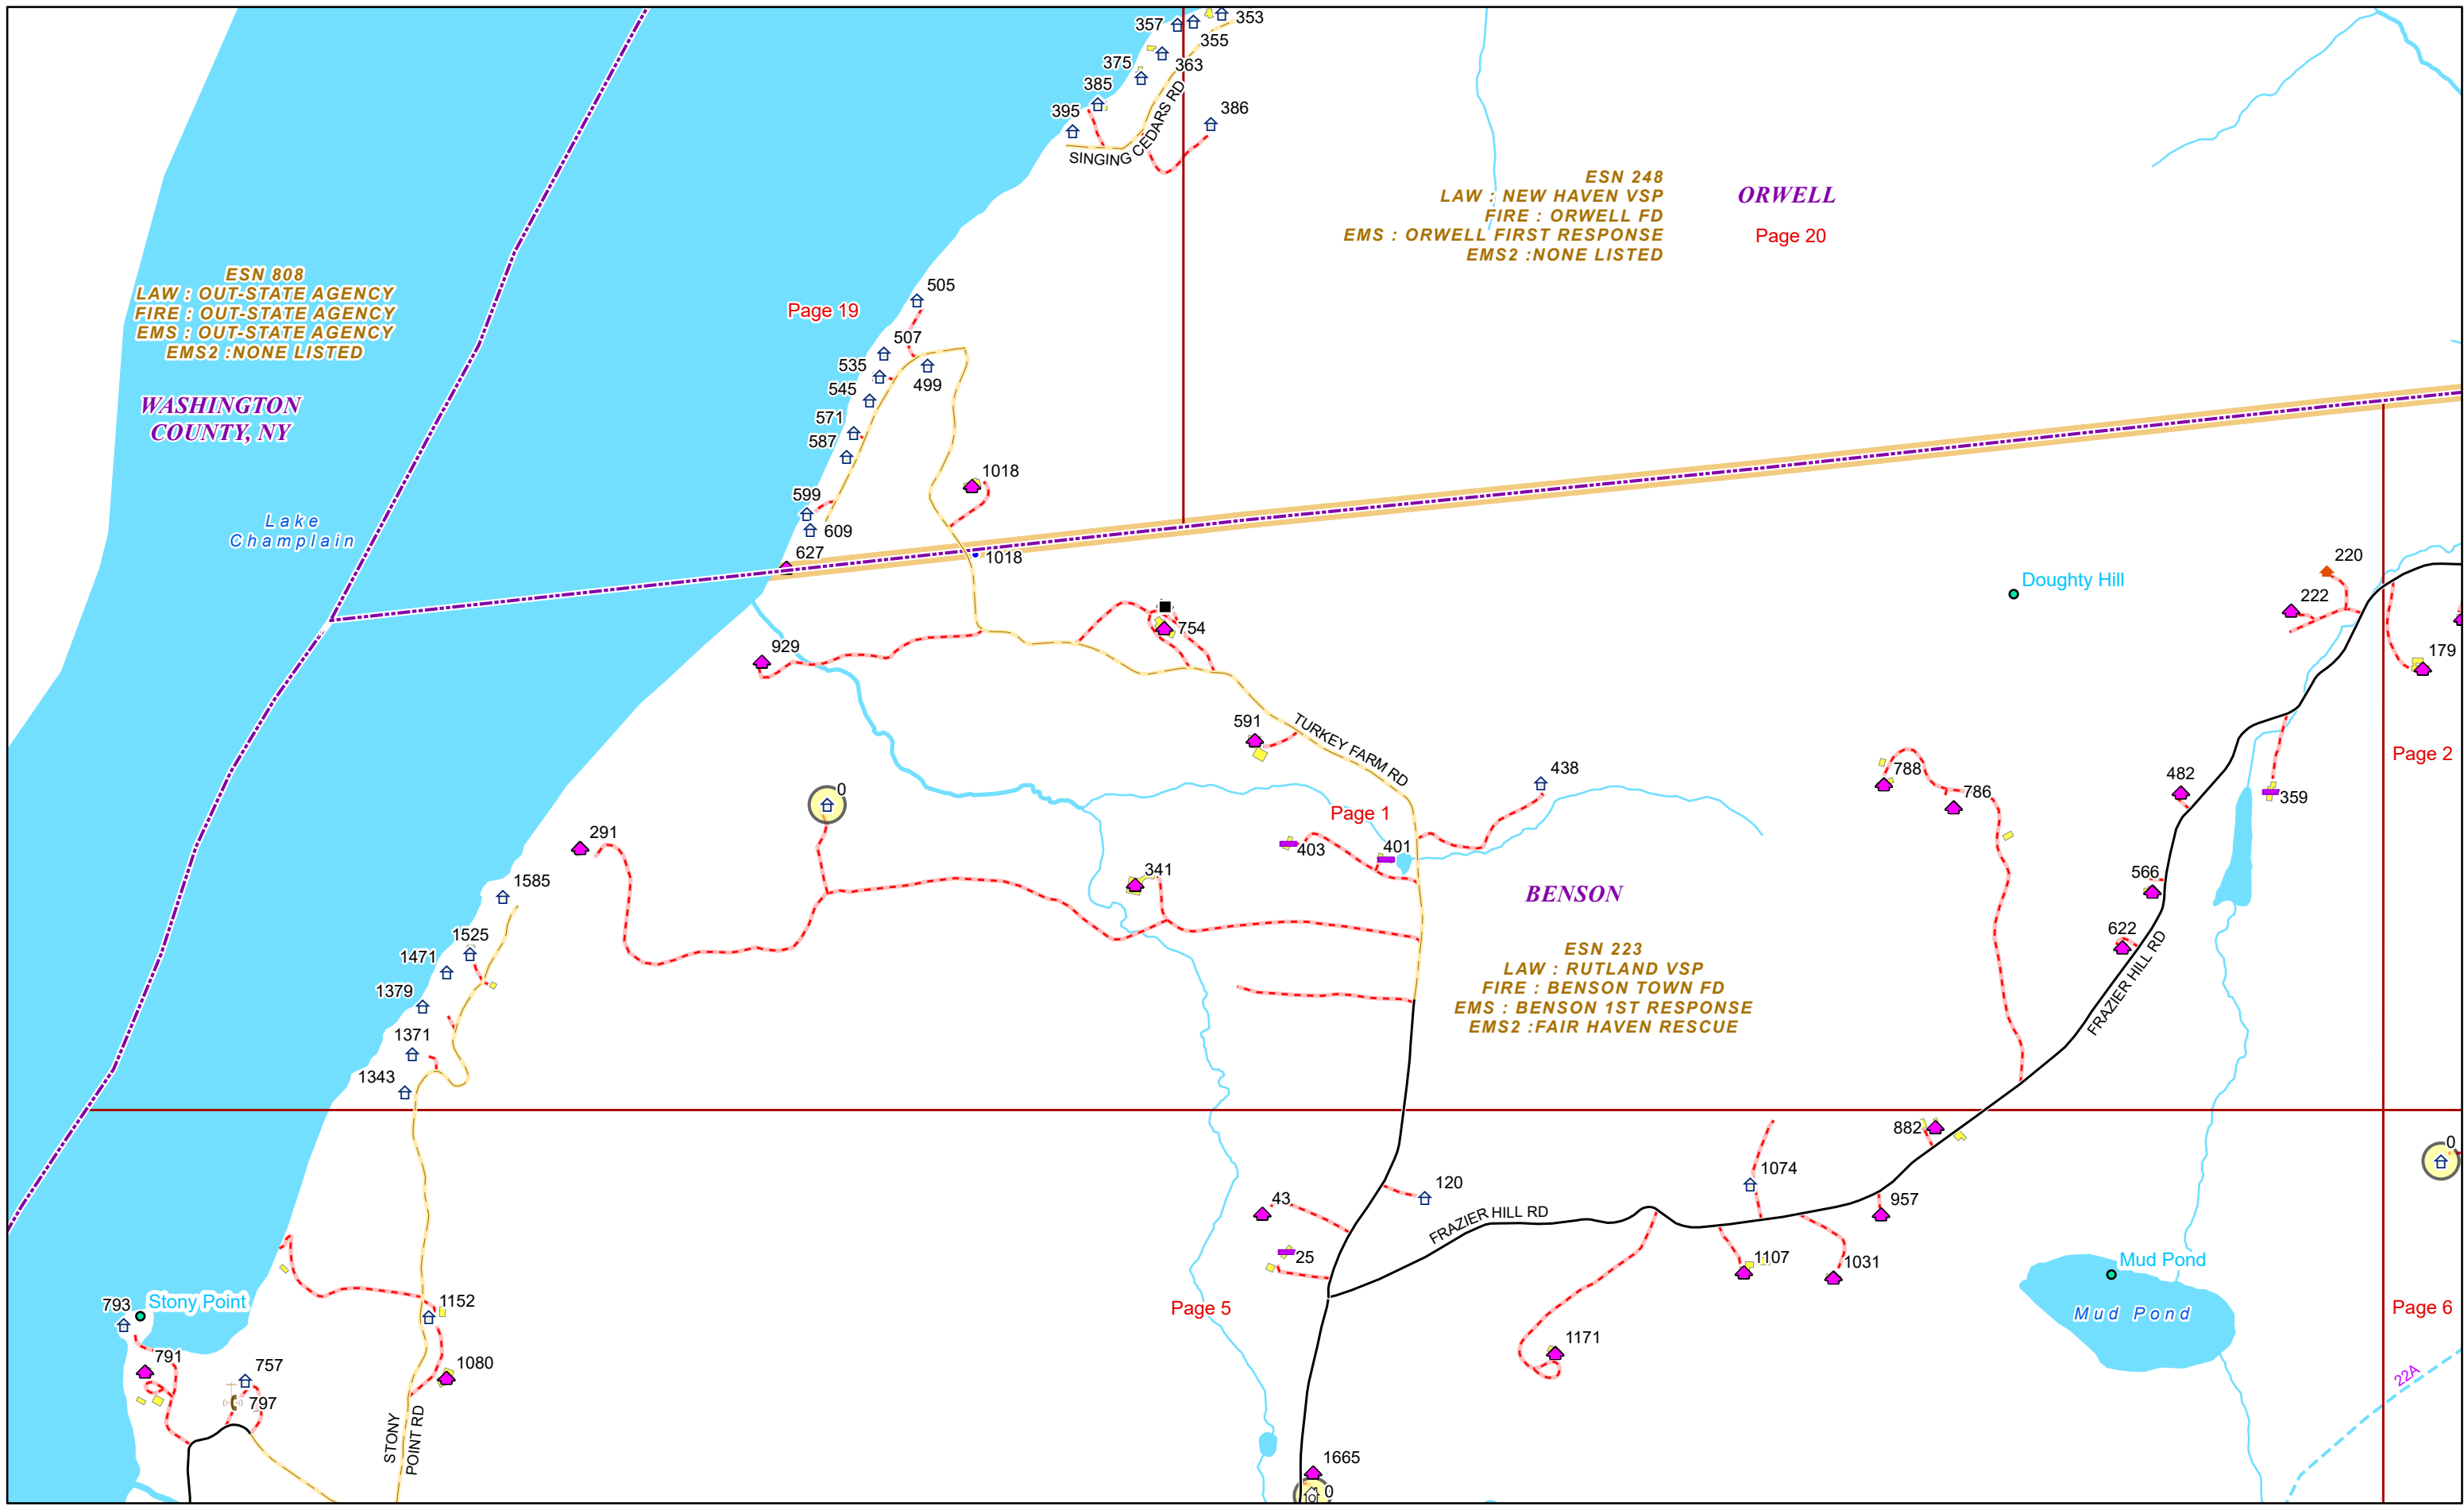 357
353
355
375
363
385
395
386
SINGING CEDARS RD
ESN 248
LAW : NEW HAVEN VSP
FIRE : ORWELL FD
EMS : ORWELL FIRST RESPONSE
EMS2 :NONE LISTED
ORWELL
Page 20
ESN 808
LAW : OUT-STATE AGENCY
FIRE : OUT-STATE AGENCY
EMS : OUT-STATE AGENCY
EMS2 :NONE LISTED
WASHINGTON
COUNTY, NY
Lake
Champlain
Page 19
505
507
535
499
545
571
587
1018
599
609
627
1018
220
Doughty Hill
222
754
929
179
591
TURKEY FARM RD
Page 2
438
788
482
786
359
0
Page 1
291
403
401
341
566
1585
BENSON
622
1525
1471
FRAZIER HILL RD
ESN 223
LAW : RUTLAND VSP
FIRE : BENSON TOWN FD
EMS : BENSON 1ST RESPONSE
EMS2 :FAIR HAVEN RESCUE
1379
1371
1343
882
0
1074
120
43
957
FRAZIER HILL RD
25
1107
1031
Mud Pond
Mud Pond
Page 5
Page 6
793
Stony Point
1152
1171
791
757
1080
797
22A
STONY
POINT RD
1665
0